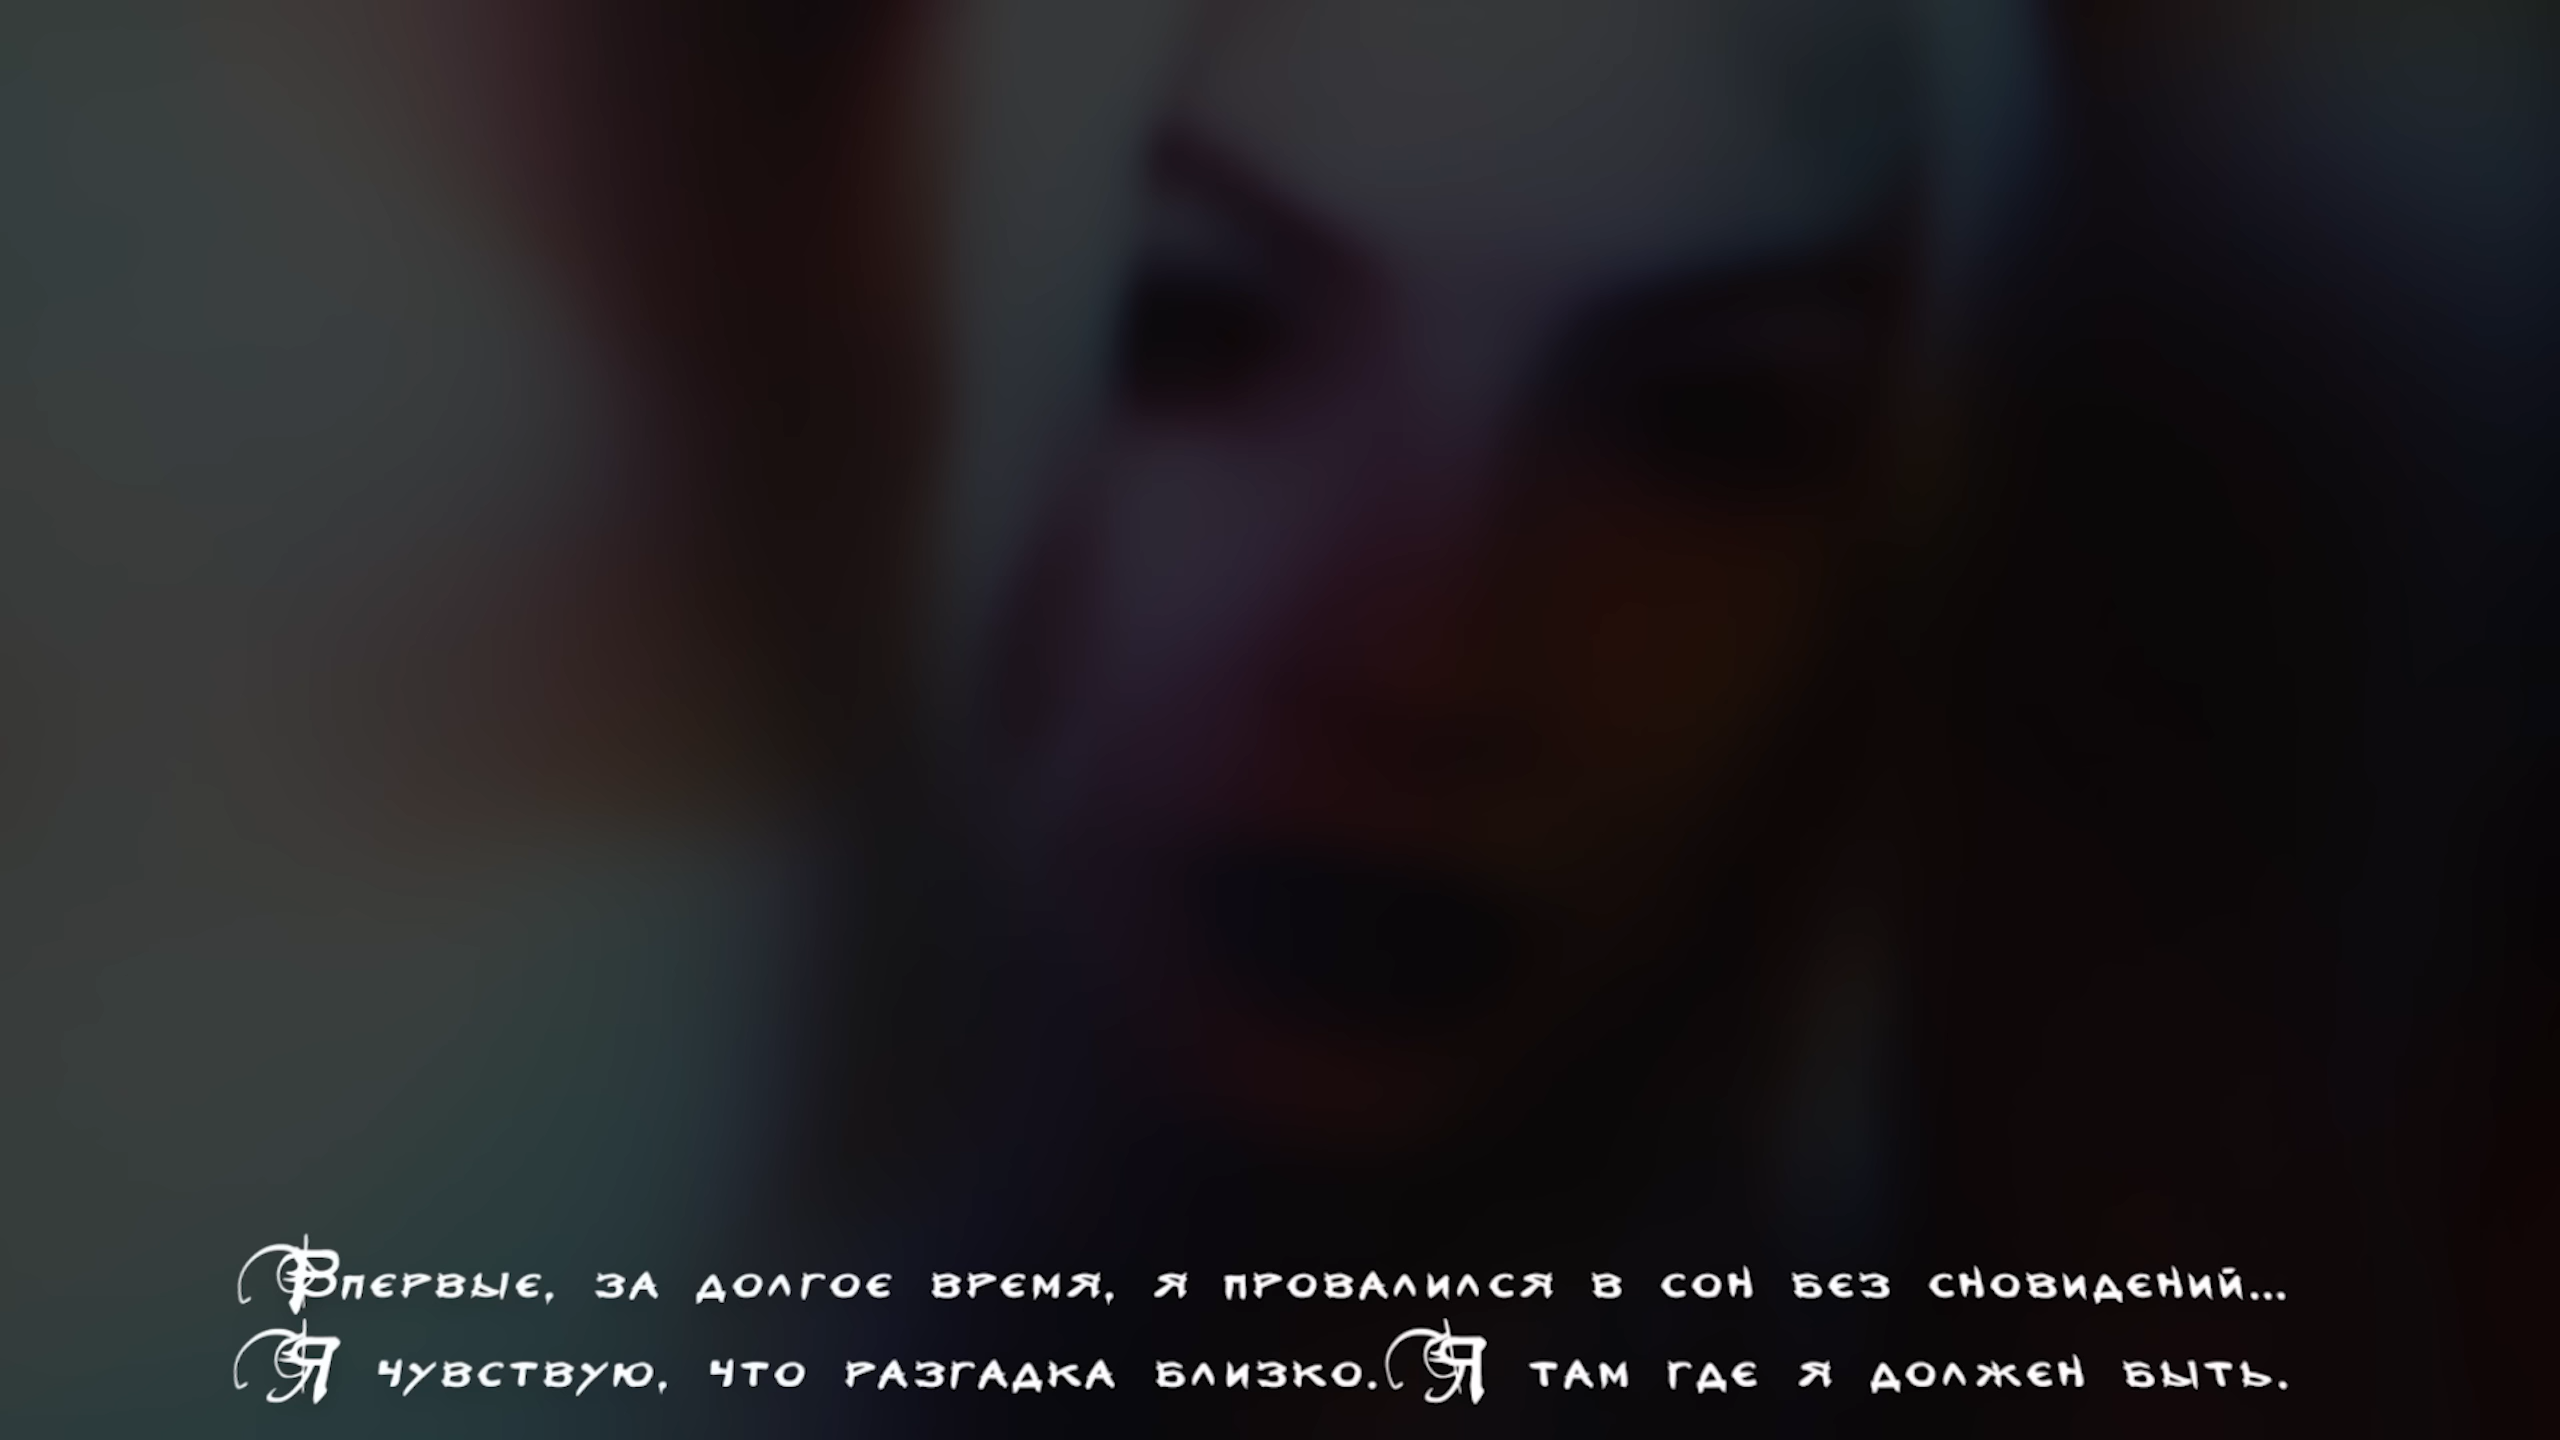 Впервые, за долгое время, я провалился в сон без сновидений...
Я чувствую, что разгадка близко. Я там где я должен быть.